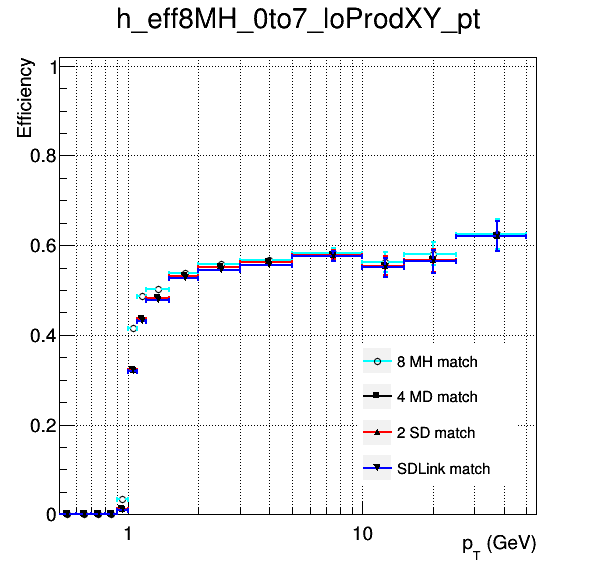 h_eff8MH_0to7_loProdXY_pt
Efficiency
1
0.8
0.6
0.4
0.2
0
8 MH match
4 MD match
2 SD match
SDLink match
1
10
p_T (GeV)